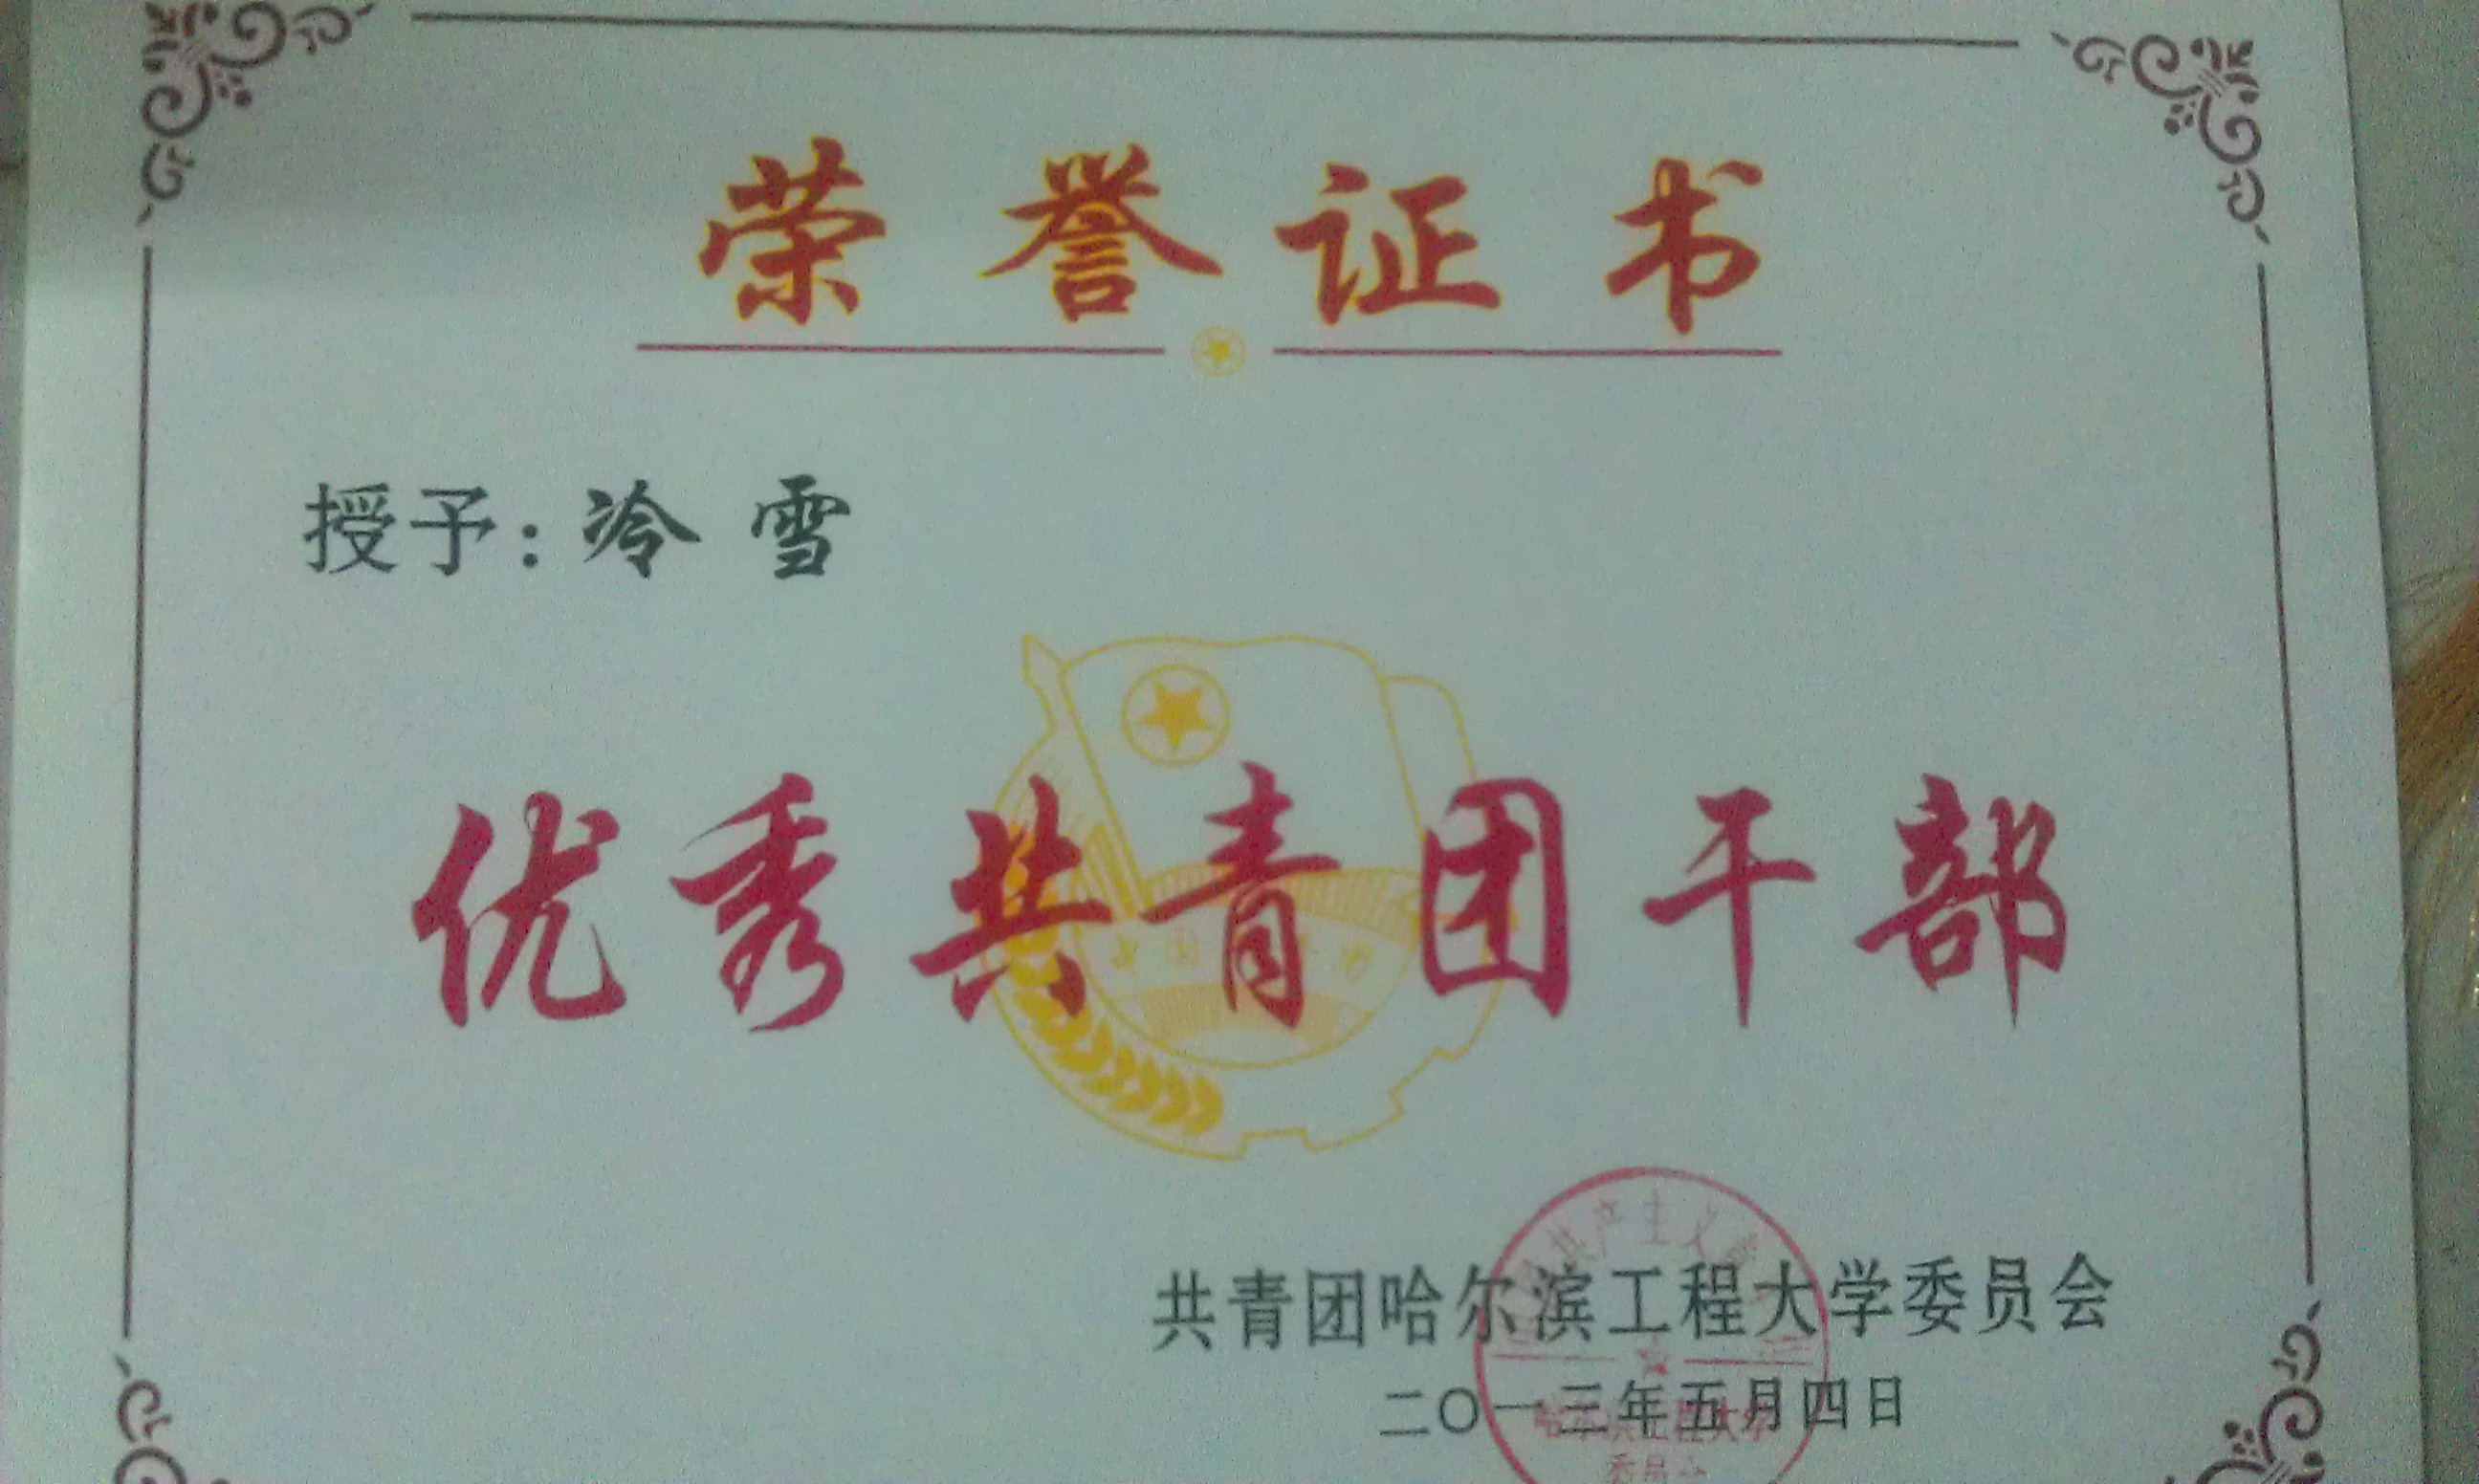 荣誉证书
授予：冷雪
优秀共青团干部
共青团哈尔滨工程大学委员会
二〇一三年五月四日
共产主义青
哈尔滨工程大学
委员会